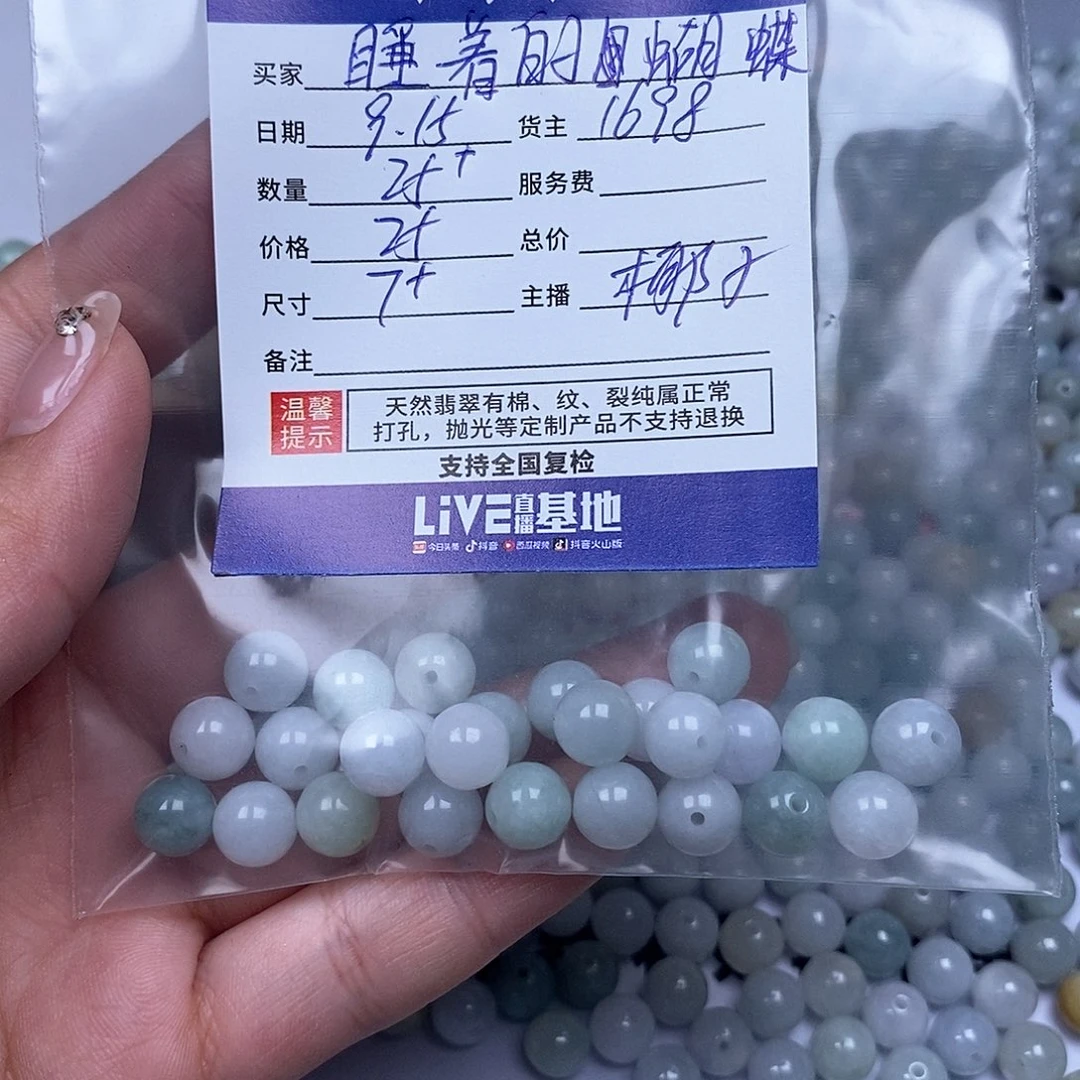 买家 睡着的蝴蝶
日期 9.15 货主 1698
数量 25+ 服务费
价格 25 总价
尺寸 7+ 主播 椰子
备注
温馨提示 天然翡翠有棉、纹、裂纯属正常
打孔，抛光等定制产品不支持退换
支持全国复检
LiVE直播基地
今日头条 抖音 西瓜视频 抖音火山版